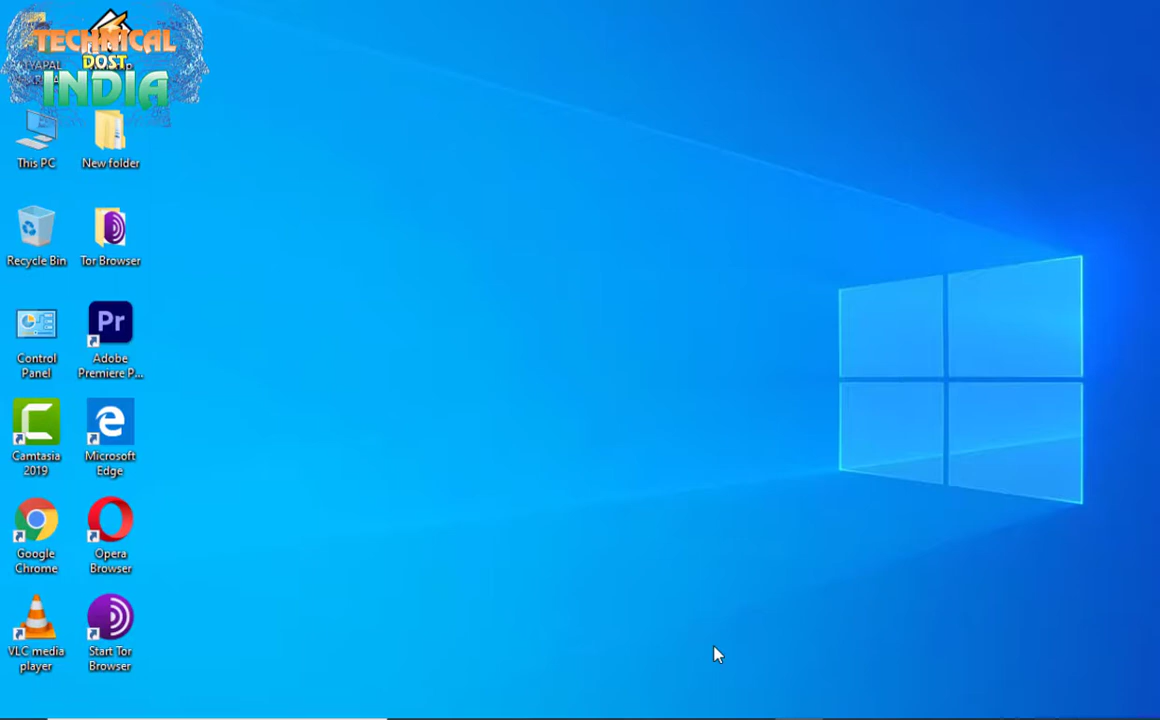 TECHNICAL
DOST
INDIA
This PC
New folder
Recycle Bin
Tor Browser
Control
Panel
Pr
Adobe
Premiere P...
Camtasia
2019
Microsoft
Edge
Google
Chrome
Opera
Browser
VLC media
player
Start Tor
Browser